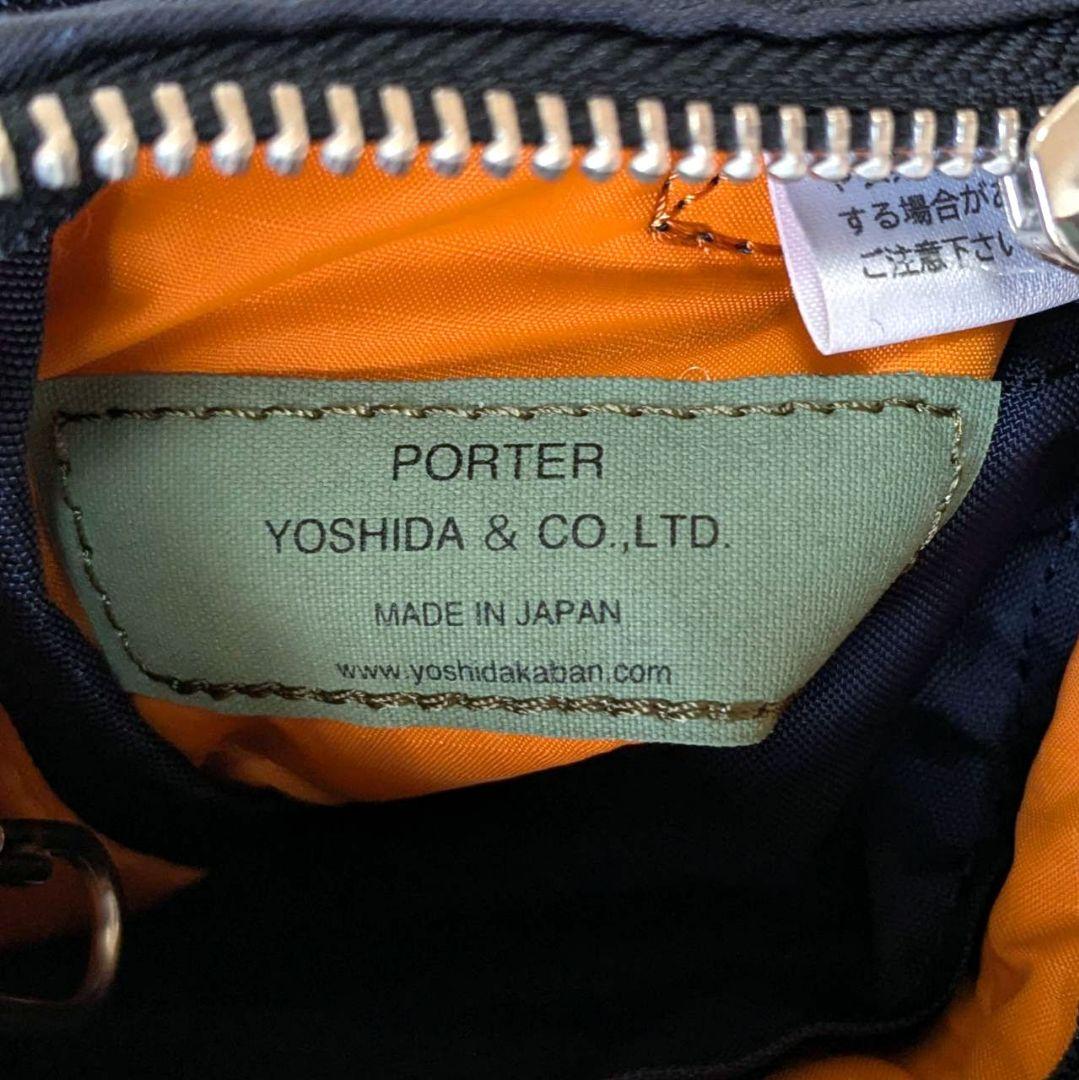 する場合が
ご注意下さい
PORTER
YOSHIDA & CO.,LTD.
MADE IN JAPAN
www.yoshidakaban.com